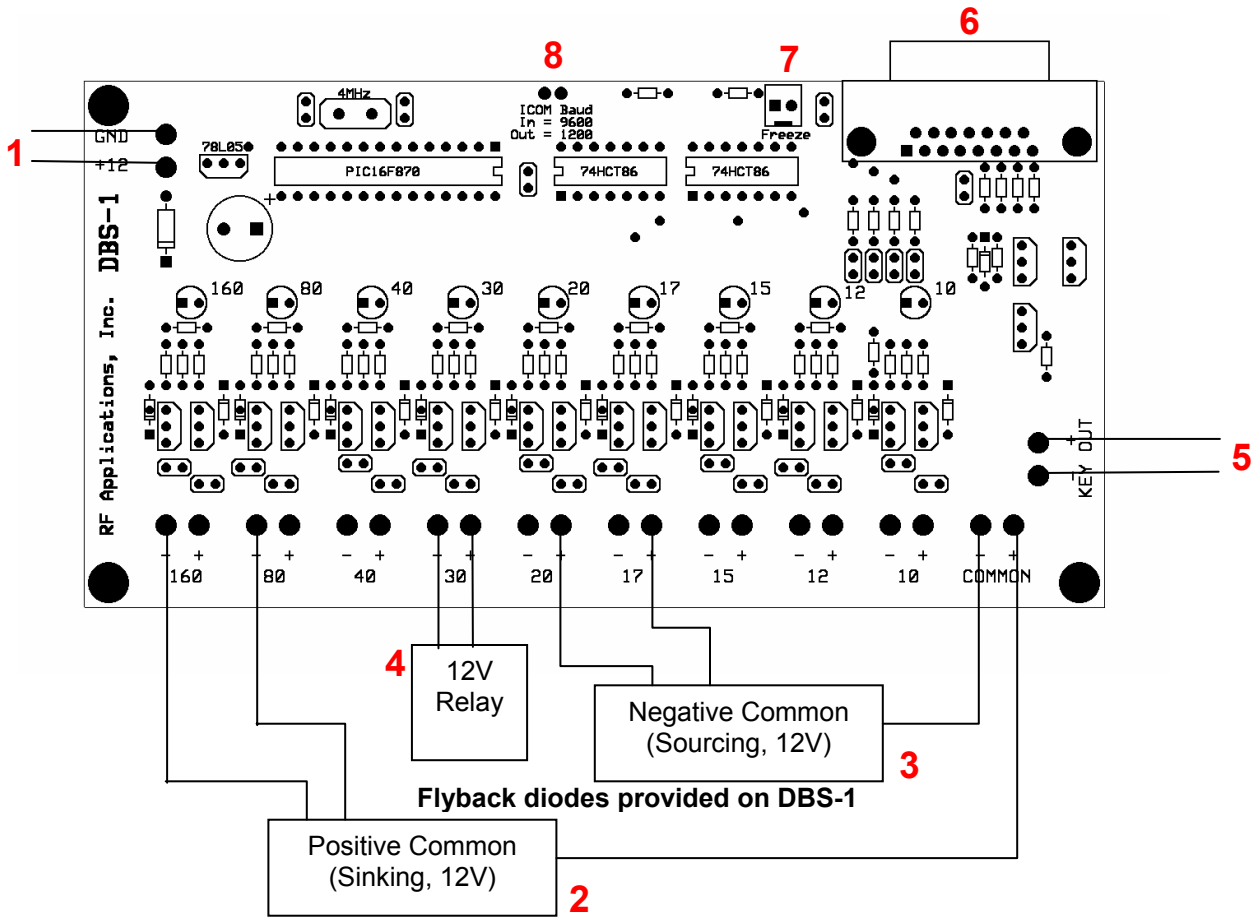 6
8
7
4MHz
ICOM Baud
In = 9600
Out = 1200
Freeze
GND
1
+12
78L05
PIC16F870
74HCT86
74HCT86
+
RF Applications, Inc. DBS-1
160
80
40
30
20
17
15
12
10
+
-
KEY OUT
5
- +
- +
- +
- +
- +
- +
- +
- +
- +
- +
160
80
40
30
20
17
15
12
10
COMMON
4
12V
Relay
Negative Common
(Sourcing, 12V)
3
Flyback diodes provided on DBS-1
Positive Common
(Sinking, 12V)
2